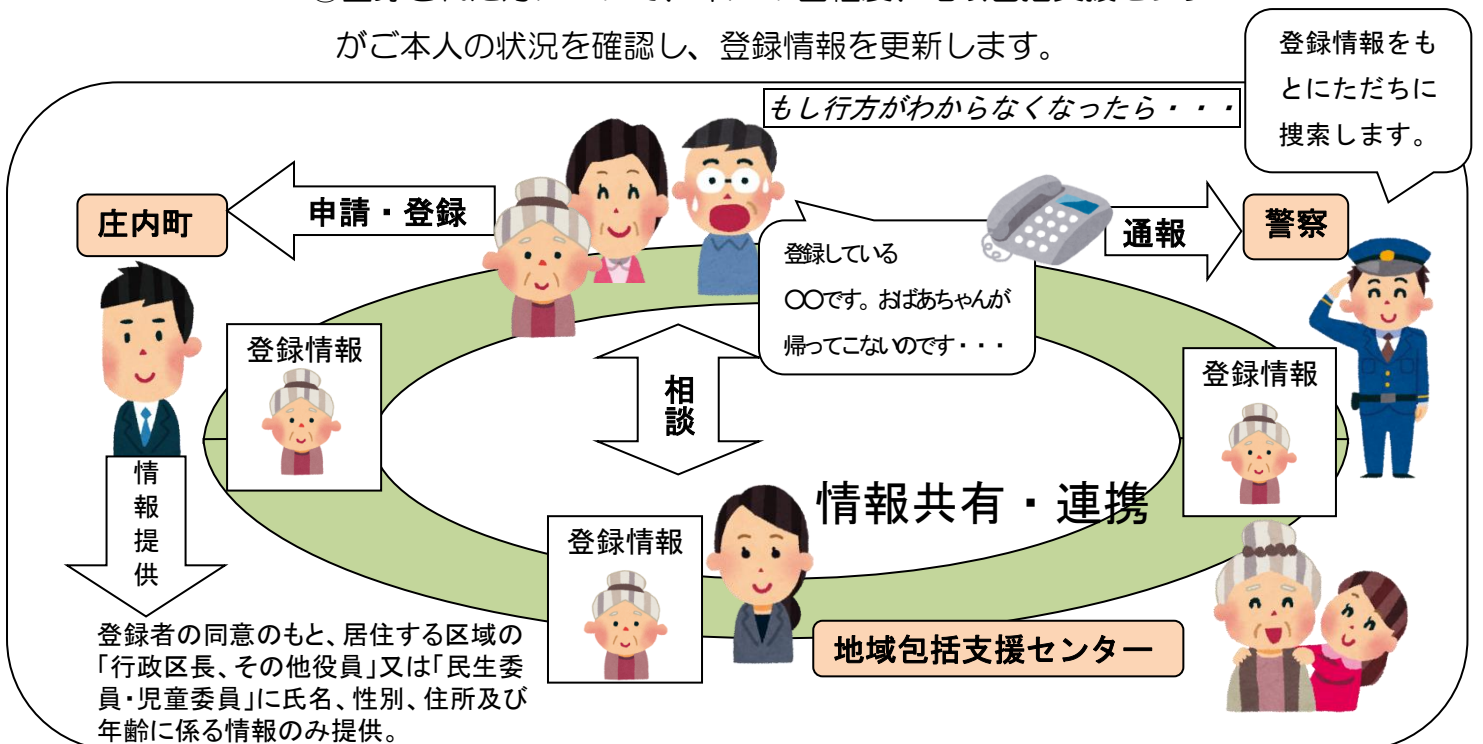 がご本人の状況を確認し、登録情報を更新します。
もし行方がわからなくなったら・・・
登録情報をも
とにただちに
捜索します。
庄内町
申請・登録
通報
警察
登録している
〇〇です。おばあちゃんが
帰ってこないのです・・・
登録情報
相談
登録情報
情報提供
情報共有・連携
登録情報
地域包括支援センター
登録者の同意のもと、居住する区域の
「行政区長、その他役員」又は「民生委
員・児童委員」に氏名、性別、住所及び
年齢に係る情報のみ提供。